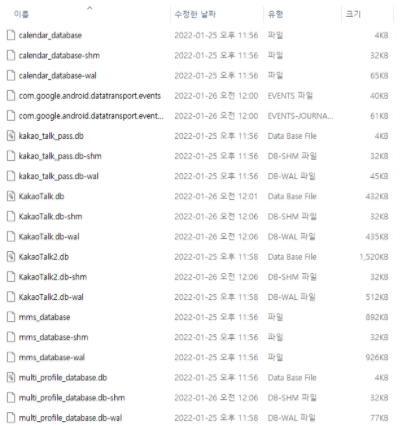 이름 수정한 날짜 유형 크기
calendar_database 2022-01-25 오후 11:56 파일 4KB
calendar_database-shm 2022-01-25 오후 11:56 파일 32KB
calendar_database-wal 2022-01-25 오후 11:56 파일 65KB
com.google.android.datatransport.events 2022-01-26 오전 12:00 EVENTS 파일 40KB
com.google.android.datatransport.event... 2022-01-26 오전 12:00 EVENTS-JOURNA... 61KB
kakao_talk_pass.db 2022-01-25 오후 11:56 Data Base File 4KB
kakao_talk_pass.db-shm 2022-01-25 오후 11:56 DB-SHM 파일 32KB
kakao_talk_pass.db-wal 2022-01-25 오후 11:56 DB-WAL 파일 45KB
KakaoTalk.db 2022-01-26 오전 12:01 Data Base File 432KB
KakaoTalk.db-shm 2022-01-26 오전 12:06 DB-SHM 파일 32KB
KakaoTalk.db-wal 2022-01-26 오전 12:06 DB-WAL 파일 435KB
KakaoTalk2.db 2022-01-25 오후 11:58 Data Base File 1,520KB
KakaoTalk2.db-shm 2022-01-26 오전 12:06 DB-SHM 파일 32KB
KakaoTalk2.db-wal 2022-01-25 오후 11:58 DB-WAL 파일 512KB
mms_database 2022-01-25 오후 11:56 파일 892KB
mms_database-shm 2022-01-25 오후 11:56 파일 32KB
mms_database-wal 2022-01-25 오후 11:56 파일 926KB
multi_profile_database.db 2022-01-25 오후 11:56 Data Base File 4KB
multi_profile_database.db-shm 2022-01-26 오전 12:06 DB-SHM 파일 32KB
multi_profile_database.db-wal 2022-01-25 오후 11:56 DB-WAL 파일 77KB